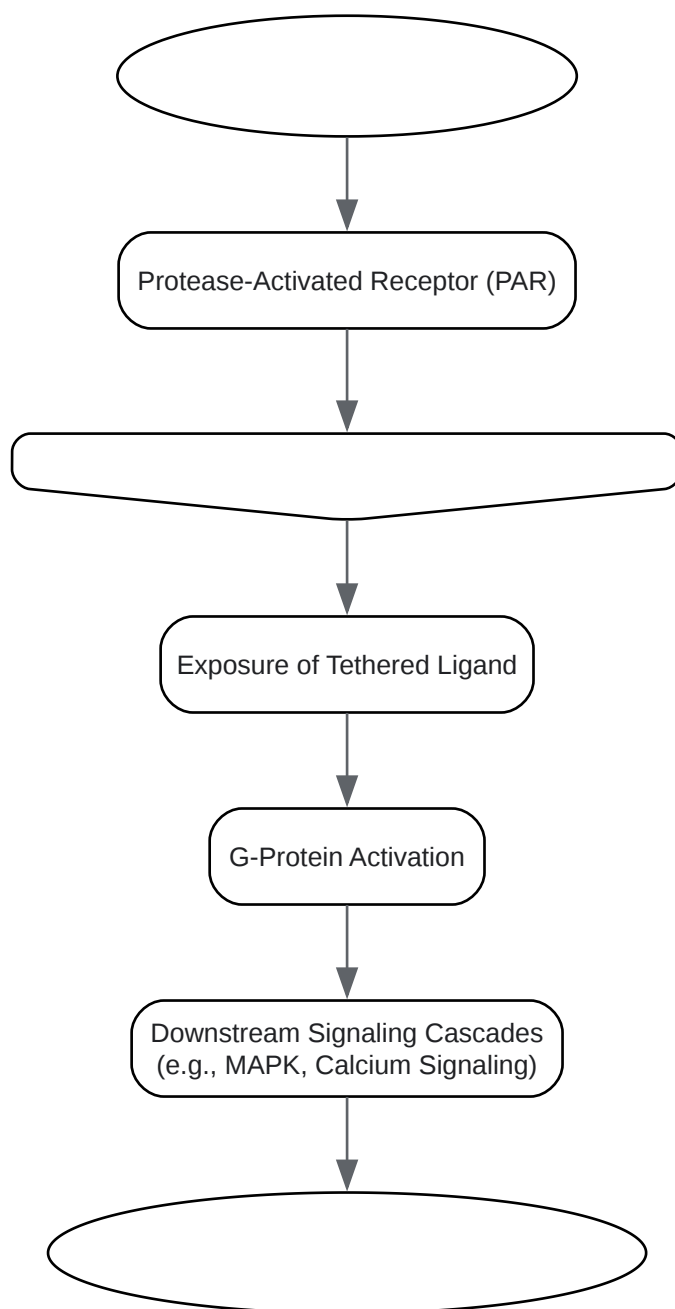 Protease-Activated Receptor (PAR)
Exposure of Tethered Ligand
G-Protein Activation
Downstream Signaling Cascades
(e.g., MAPK, Calcium Signaling)